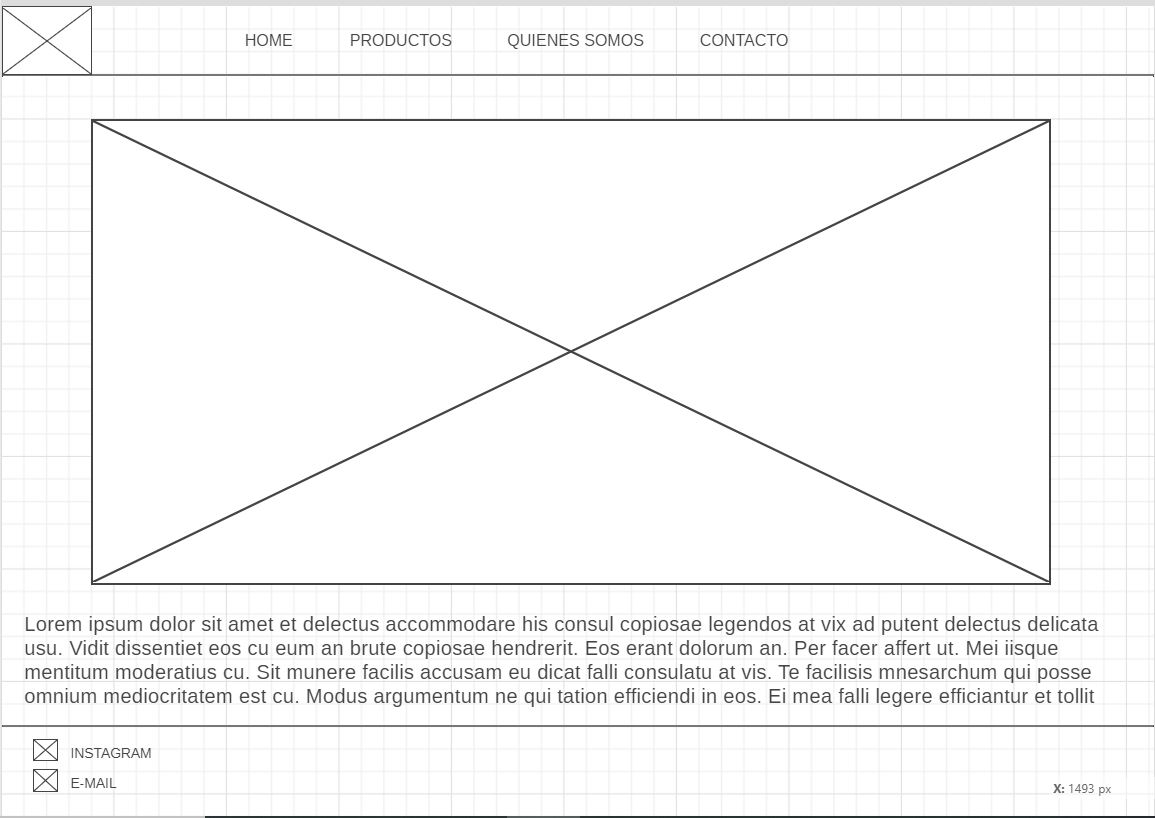 HOME PRODUCTOS QUIENES SOMOS CONTACTO
Lorem ipsum dolor sit amet et delectus accommodare his consul copiosae legendos at vix ad putent delectus delicata
usu. Vidit dissentiet eos cu eum an brute copiosae hendrerit. Eos erant dolorum an. Per facer affert ut. Mei iisque
mentitum moderatius cu. Sit munere facilis accusam eu dicat falli consulatu at vis. Te facilisis mnesarchum qui posse
omnium mediocritatem est cu. Modus argumentum ne qui tation efficiendi in eos. Ei mea falli legere efficiantur et tollit
INSTAGRAM
E-MAIL
X: 1493 px